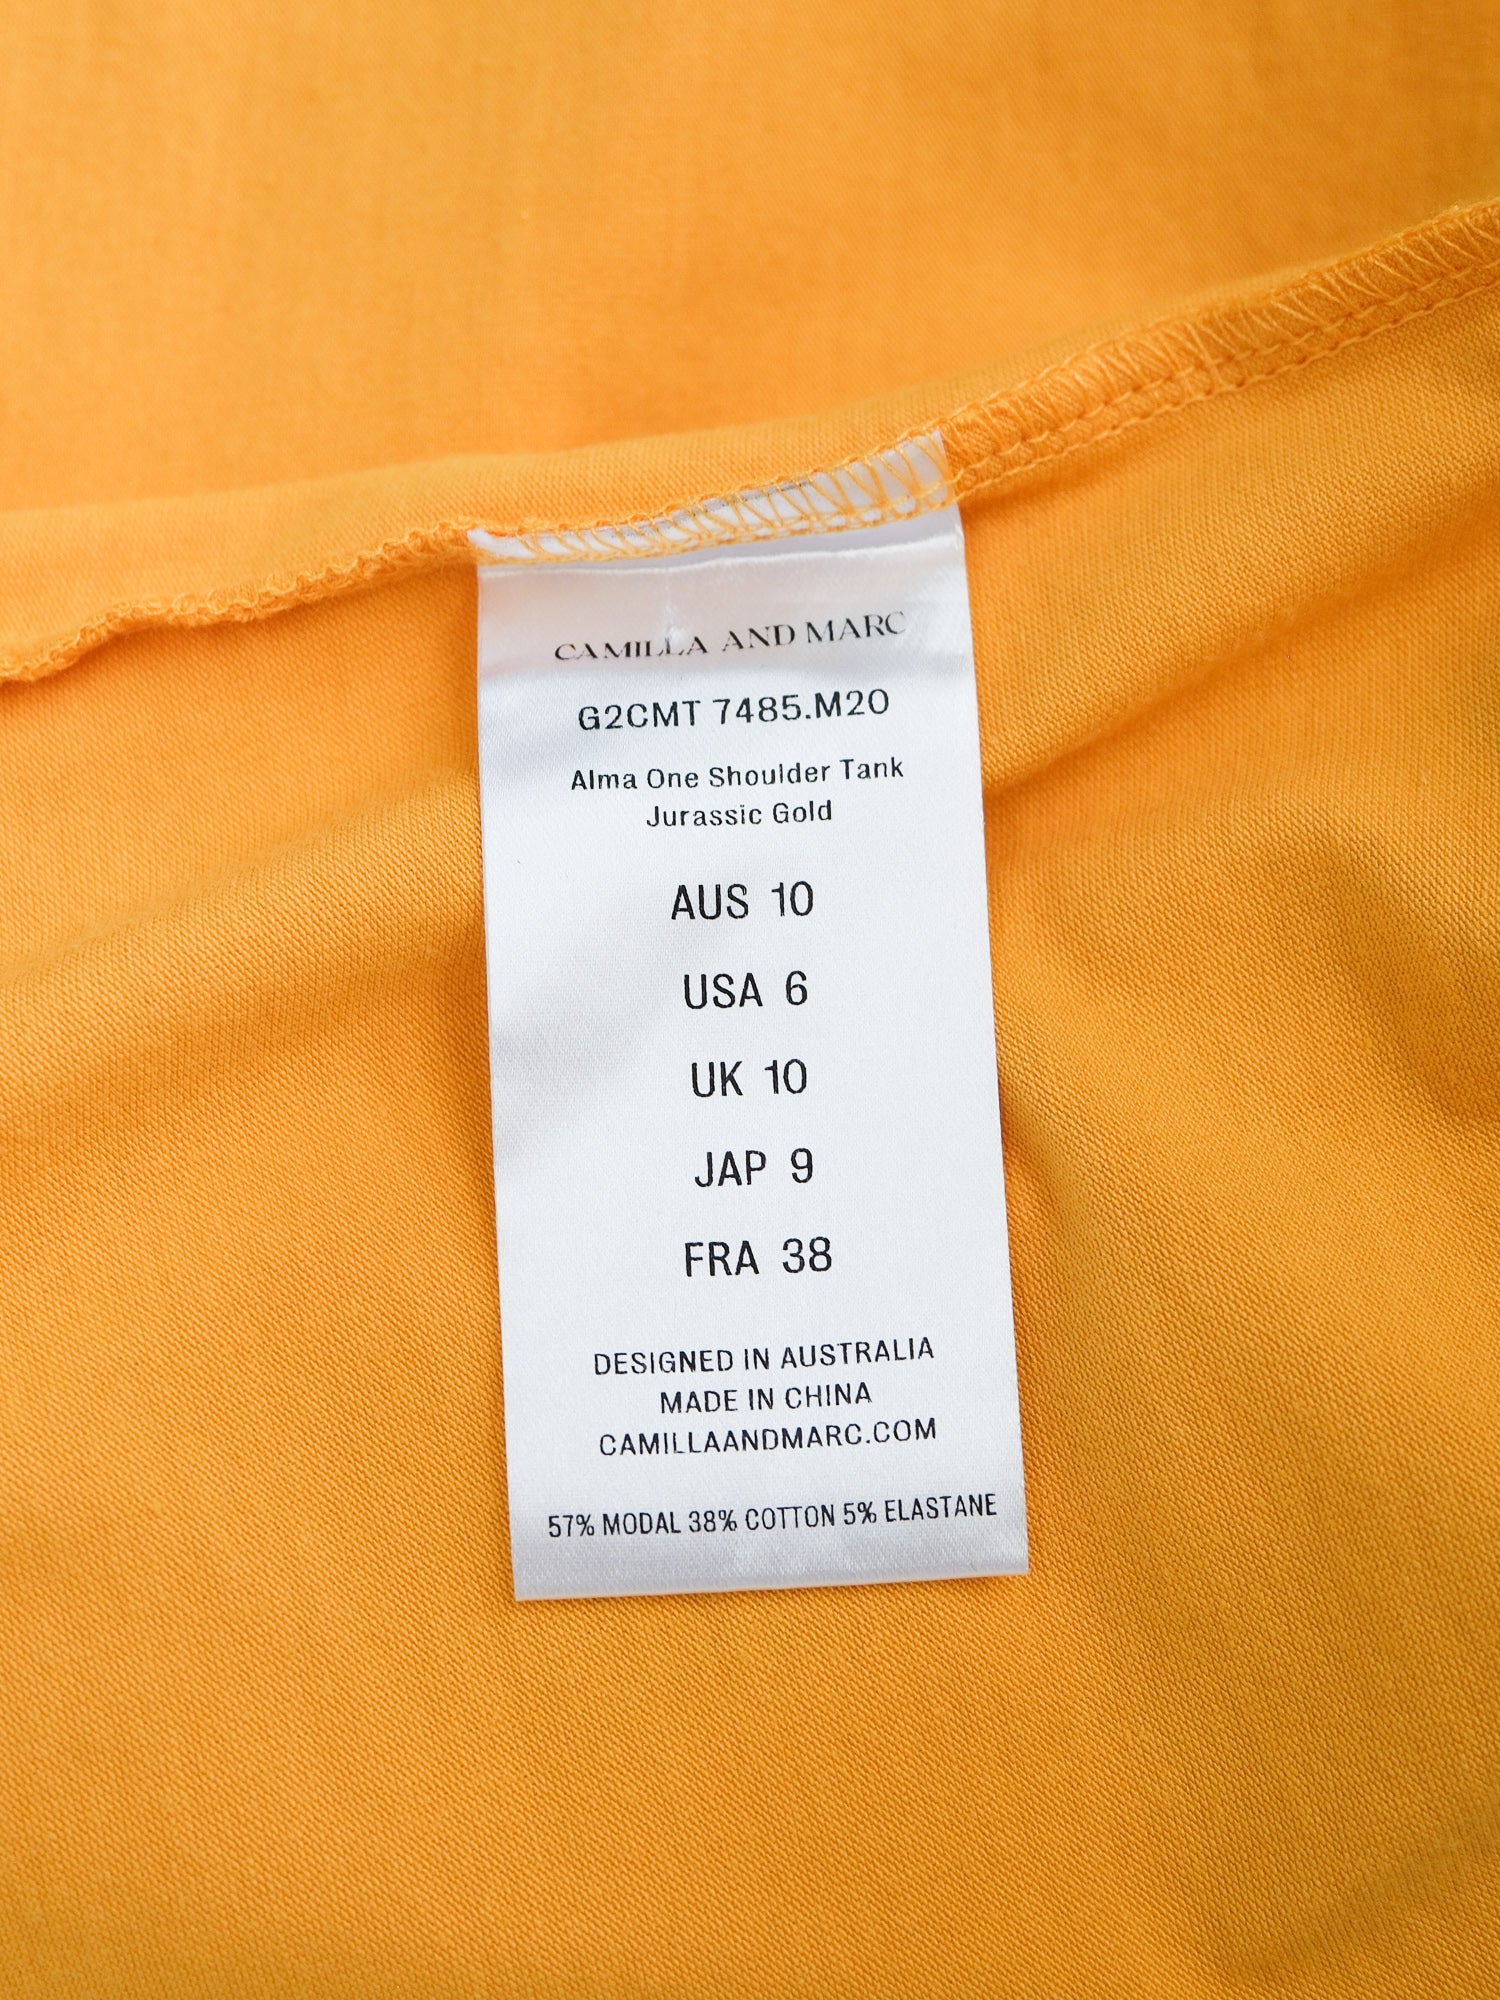 CAMILLA AND MARC
G2CMT 7485.M20
Alma One Shoulder Tank
Jurassic Gold
AUS 10
USA 6
UK 10
JAP 9
FRA 38
DESIGNED IN AUSTRALIA
MADE IN CHINA
CAMILLAANDMARC.COM
57% MODAL 38% COTTON 5% ELASTANE